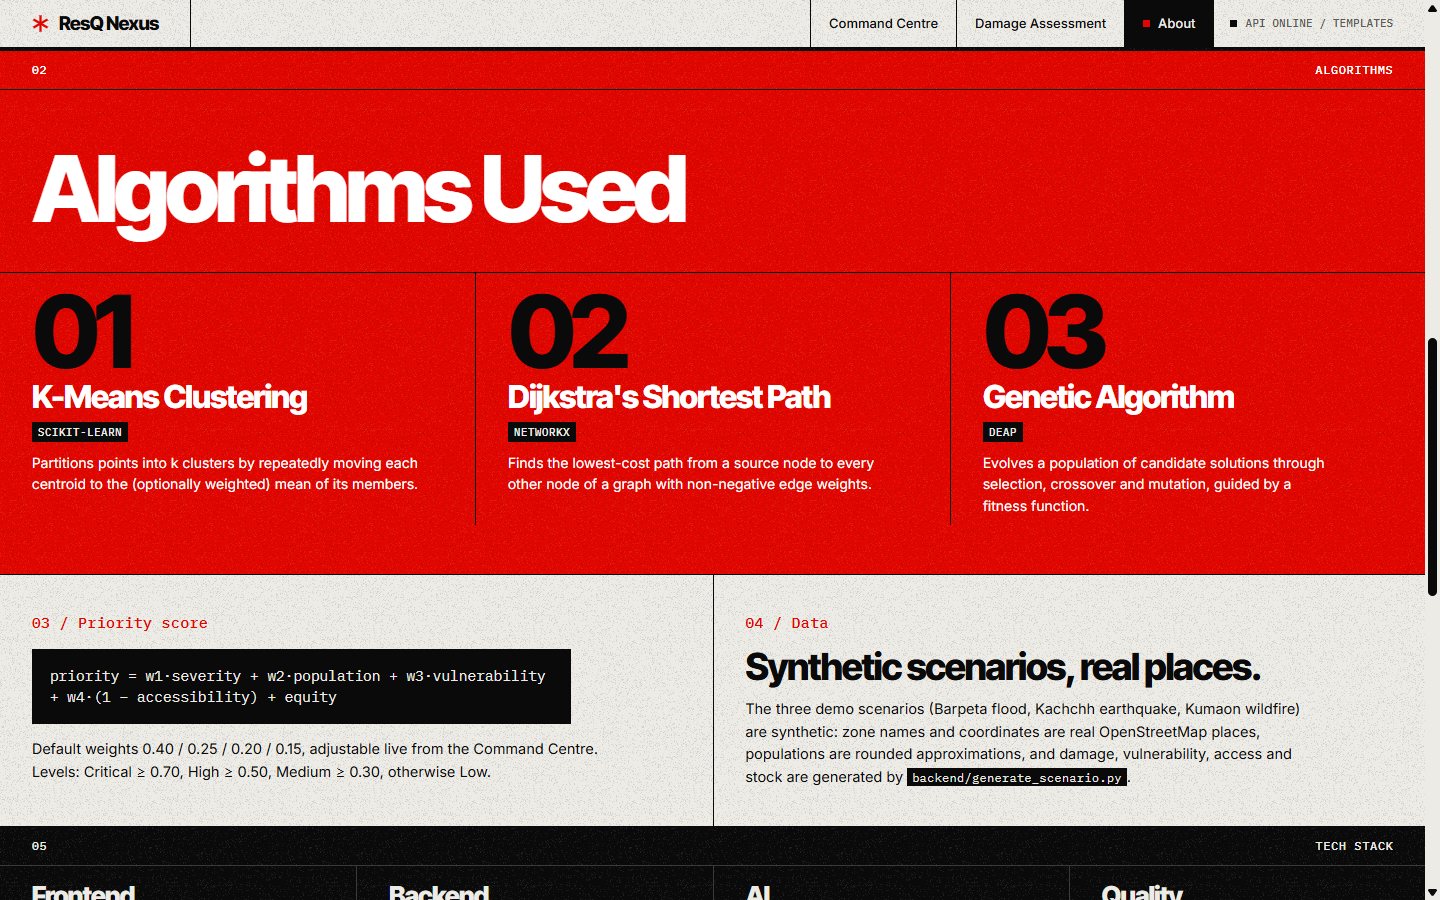 ResQ Nexus
Command Centre
Damage Assessment
About
API ONLINE / TEMPLATES
02
ALGORITHMS
Algorithms Used
01
K-Means Clustering
SCIKIT-LEARN
Partitions points into k clusters by repeatedly moving each
centroid to the (optionally weighted) mean of its members.
02
Dijkstra's Shortest Path
NETWORKX
Finds the lowest-cost path from a source node to every
other node of a graph with non-negative edge weights.
03
Genetic Algorithm
DEAP
Evolves a population of candidate solutions through
selection, crossover and mutation, guided by a
fitness function.
03 / Priority score
priority = w1·severity + w2·population + w3·vulnerability
+ w4·(1 − accessibility) + equity
Default weights 0.40 / 0.25 / 0.20 / 0.15, adjustable live from the Command Centre.
Levels: Critical ≥ 0.70, High ≥ 0.50, Medium ≥ 0.30, otherwise Low.
04 / Data
Synthetic scenarios, real places.
The three demo scenarios (Barpeta flood, Kachchh earthquake, Kumaon wildfire)
are synthetic: zone names and coordinates are real OpenStreetMap places,
populations are rounded approximations, and damage, vulnerability, access and
stock are generated by backend/generate_scenario.py.
05
TECH STACK
Frontend
Backend
AI
Quality